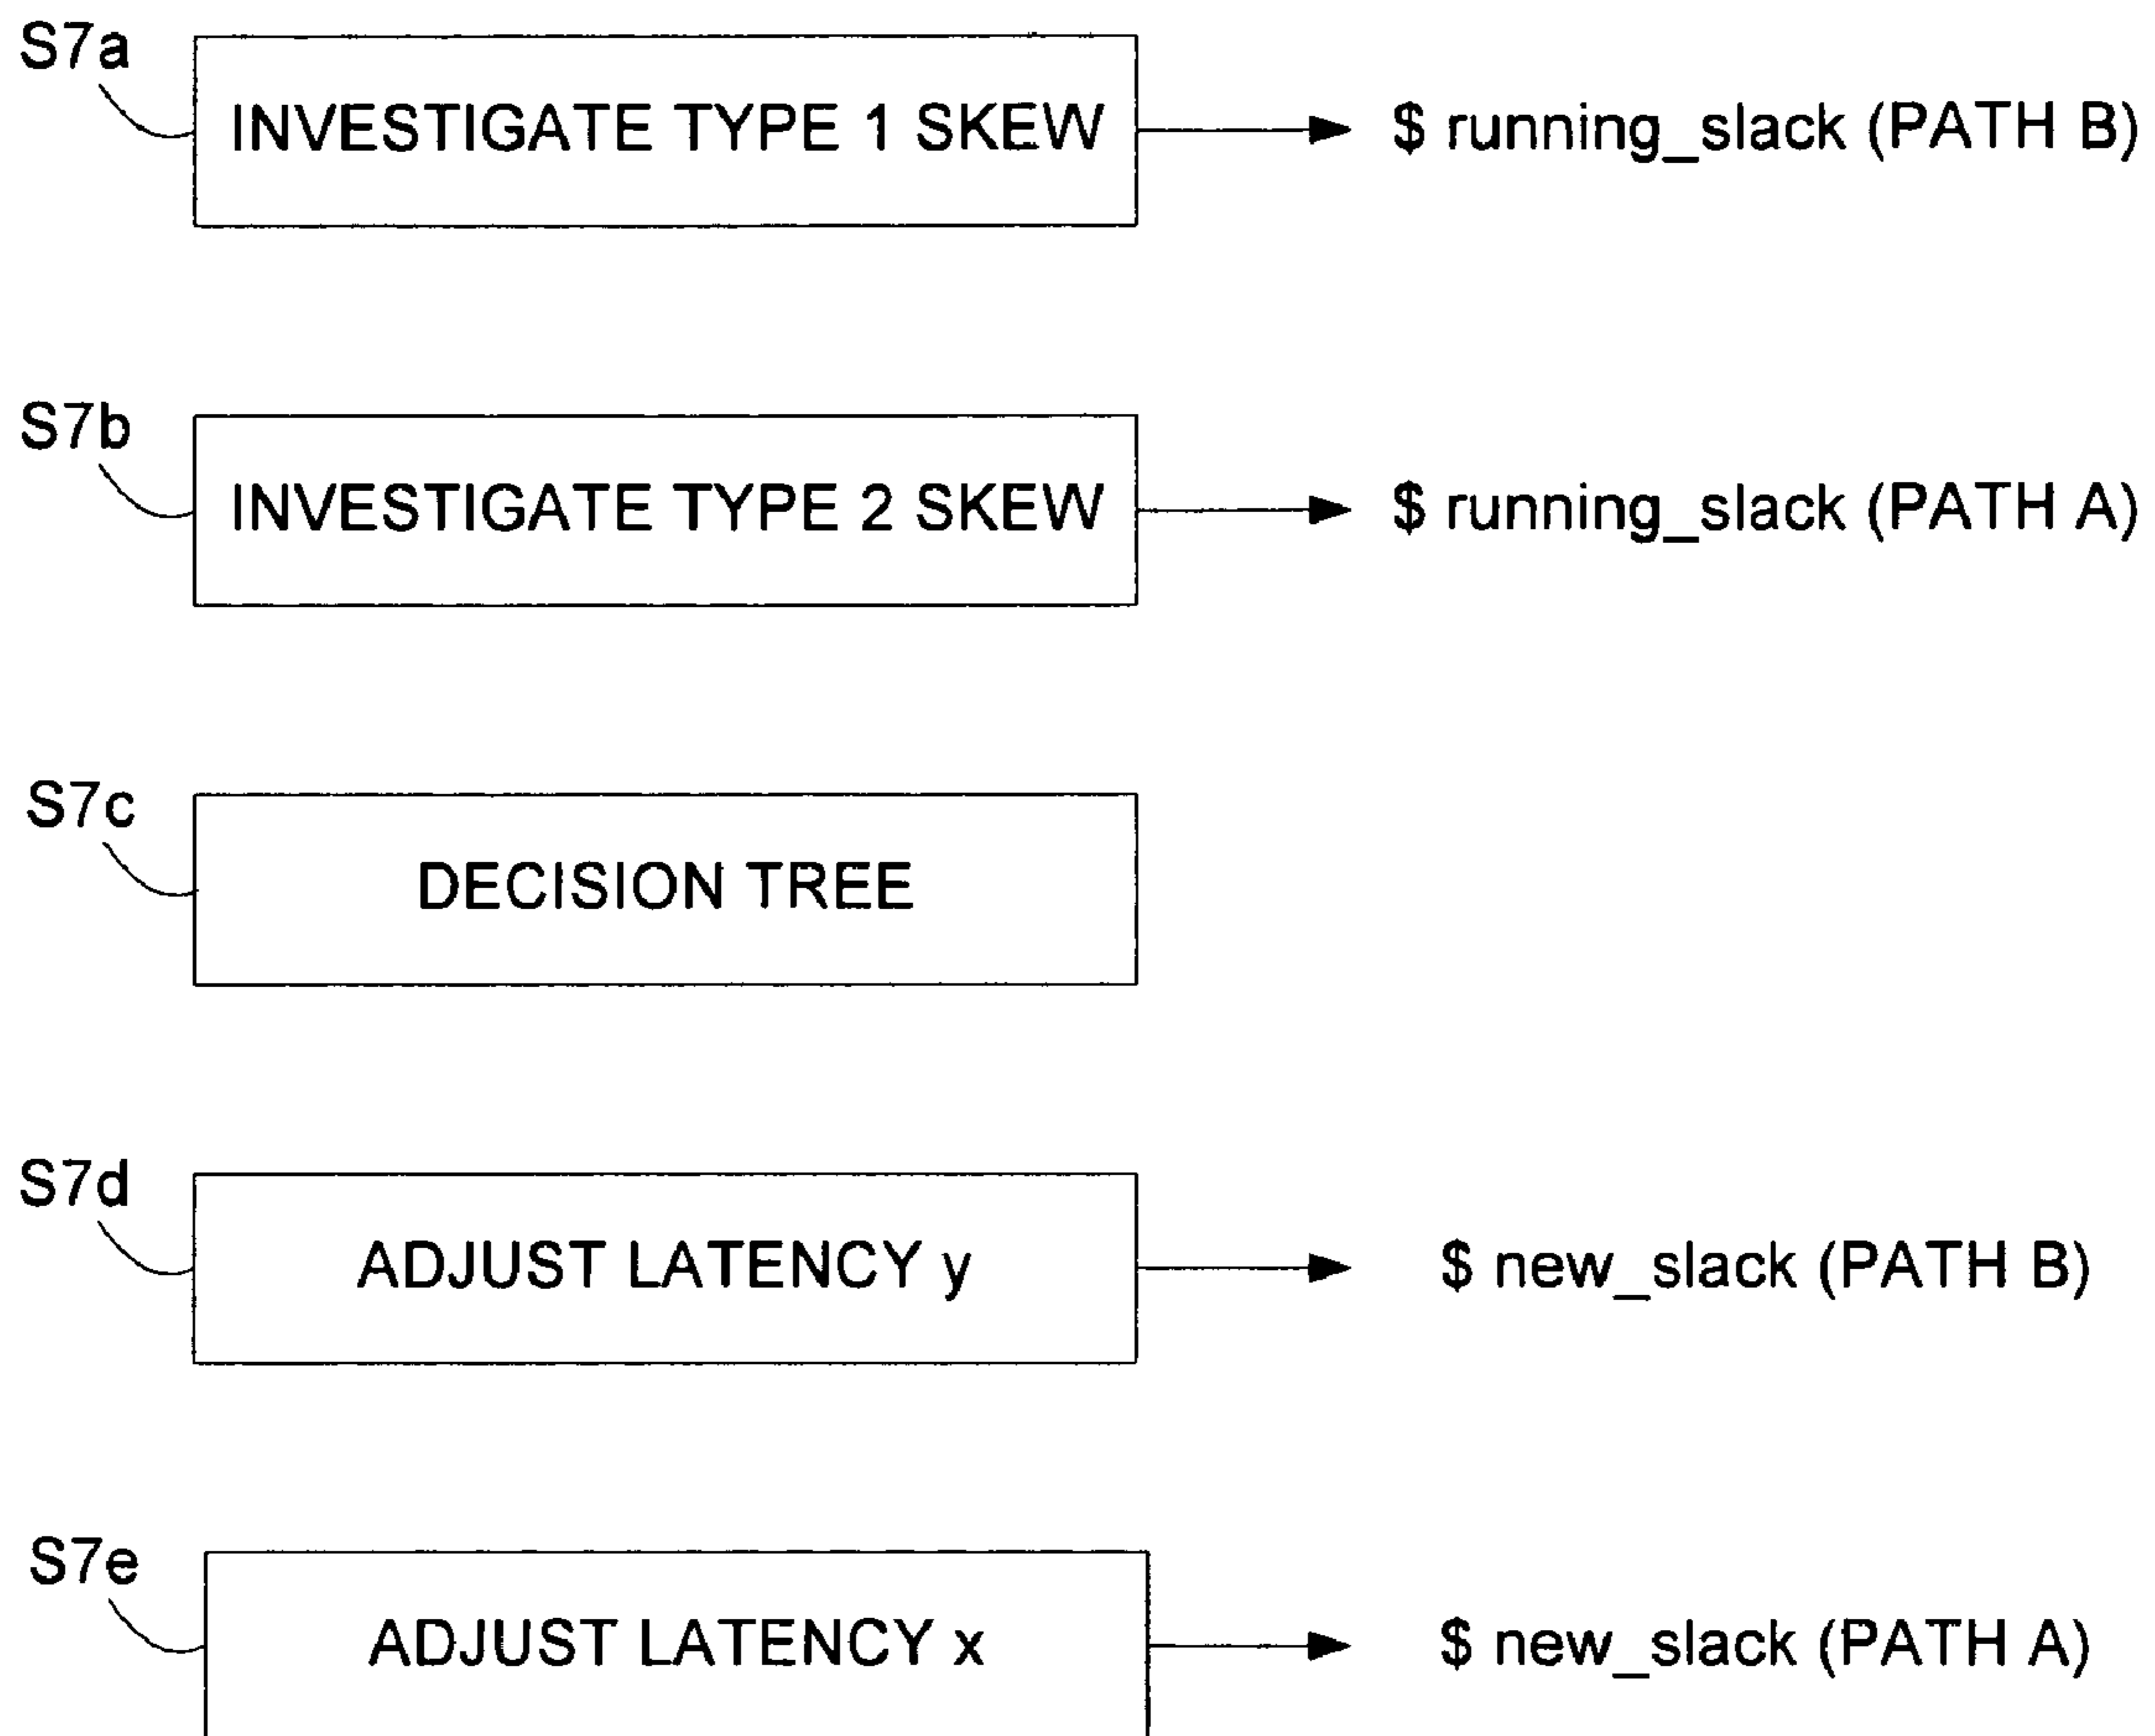 S7a
INVESTIGATE TYPE 1 SKEW
$ running_slack (PATH B)
S7b
INVESTIGATE TYPE 2 SKEW
$ running_slack (PATH A)
S7c
DECISION TREE
S7d
ADJUST LATENCY y
$ new_slack (PATH B)
S7e
ADJUST LATENCY x
$ new_slack (PATH A)